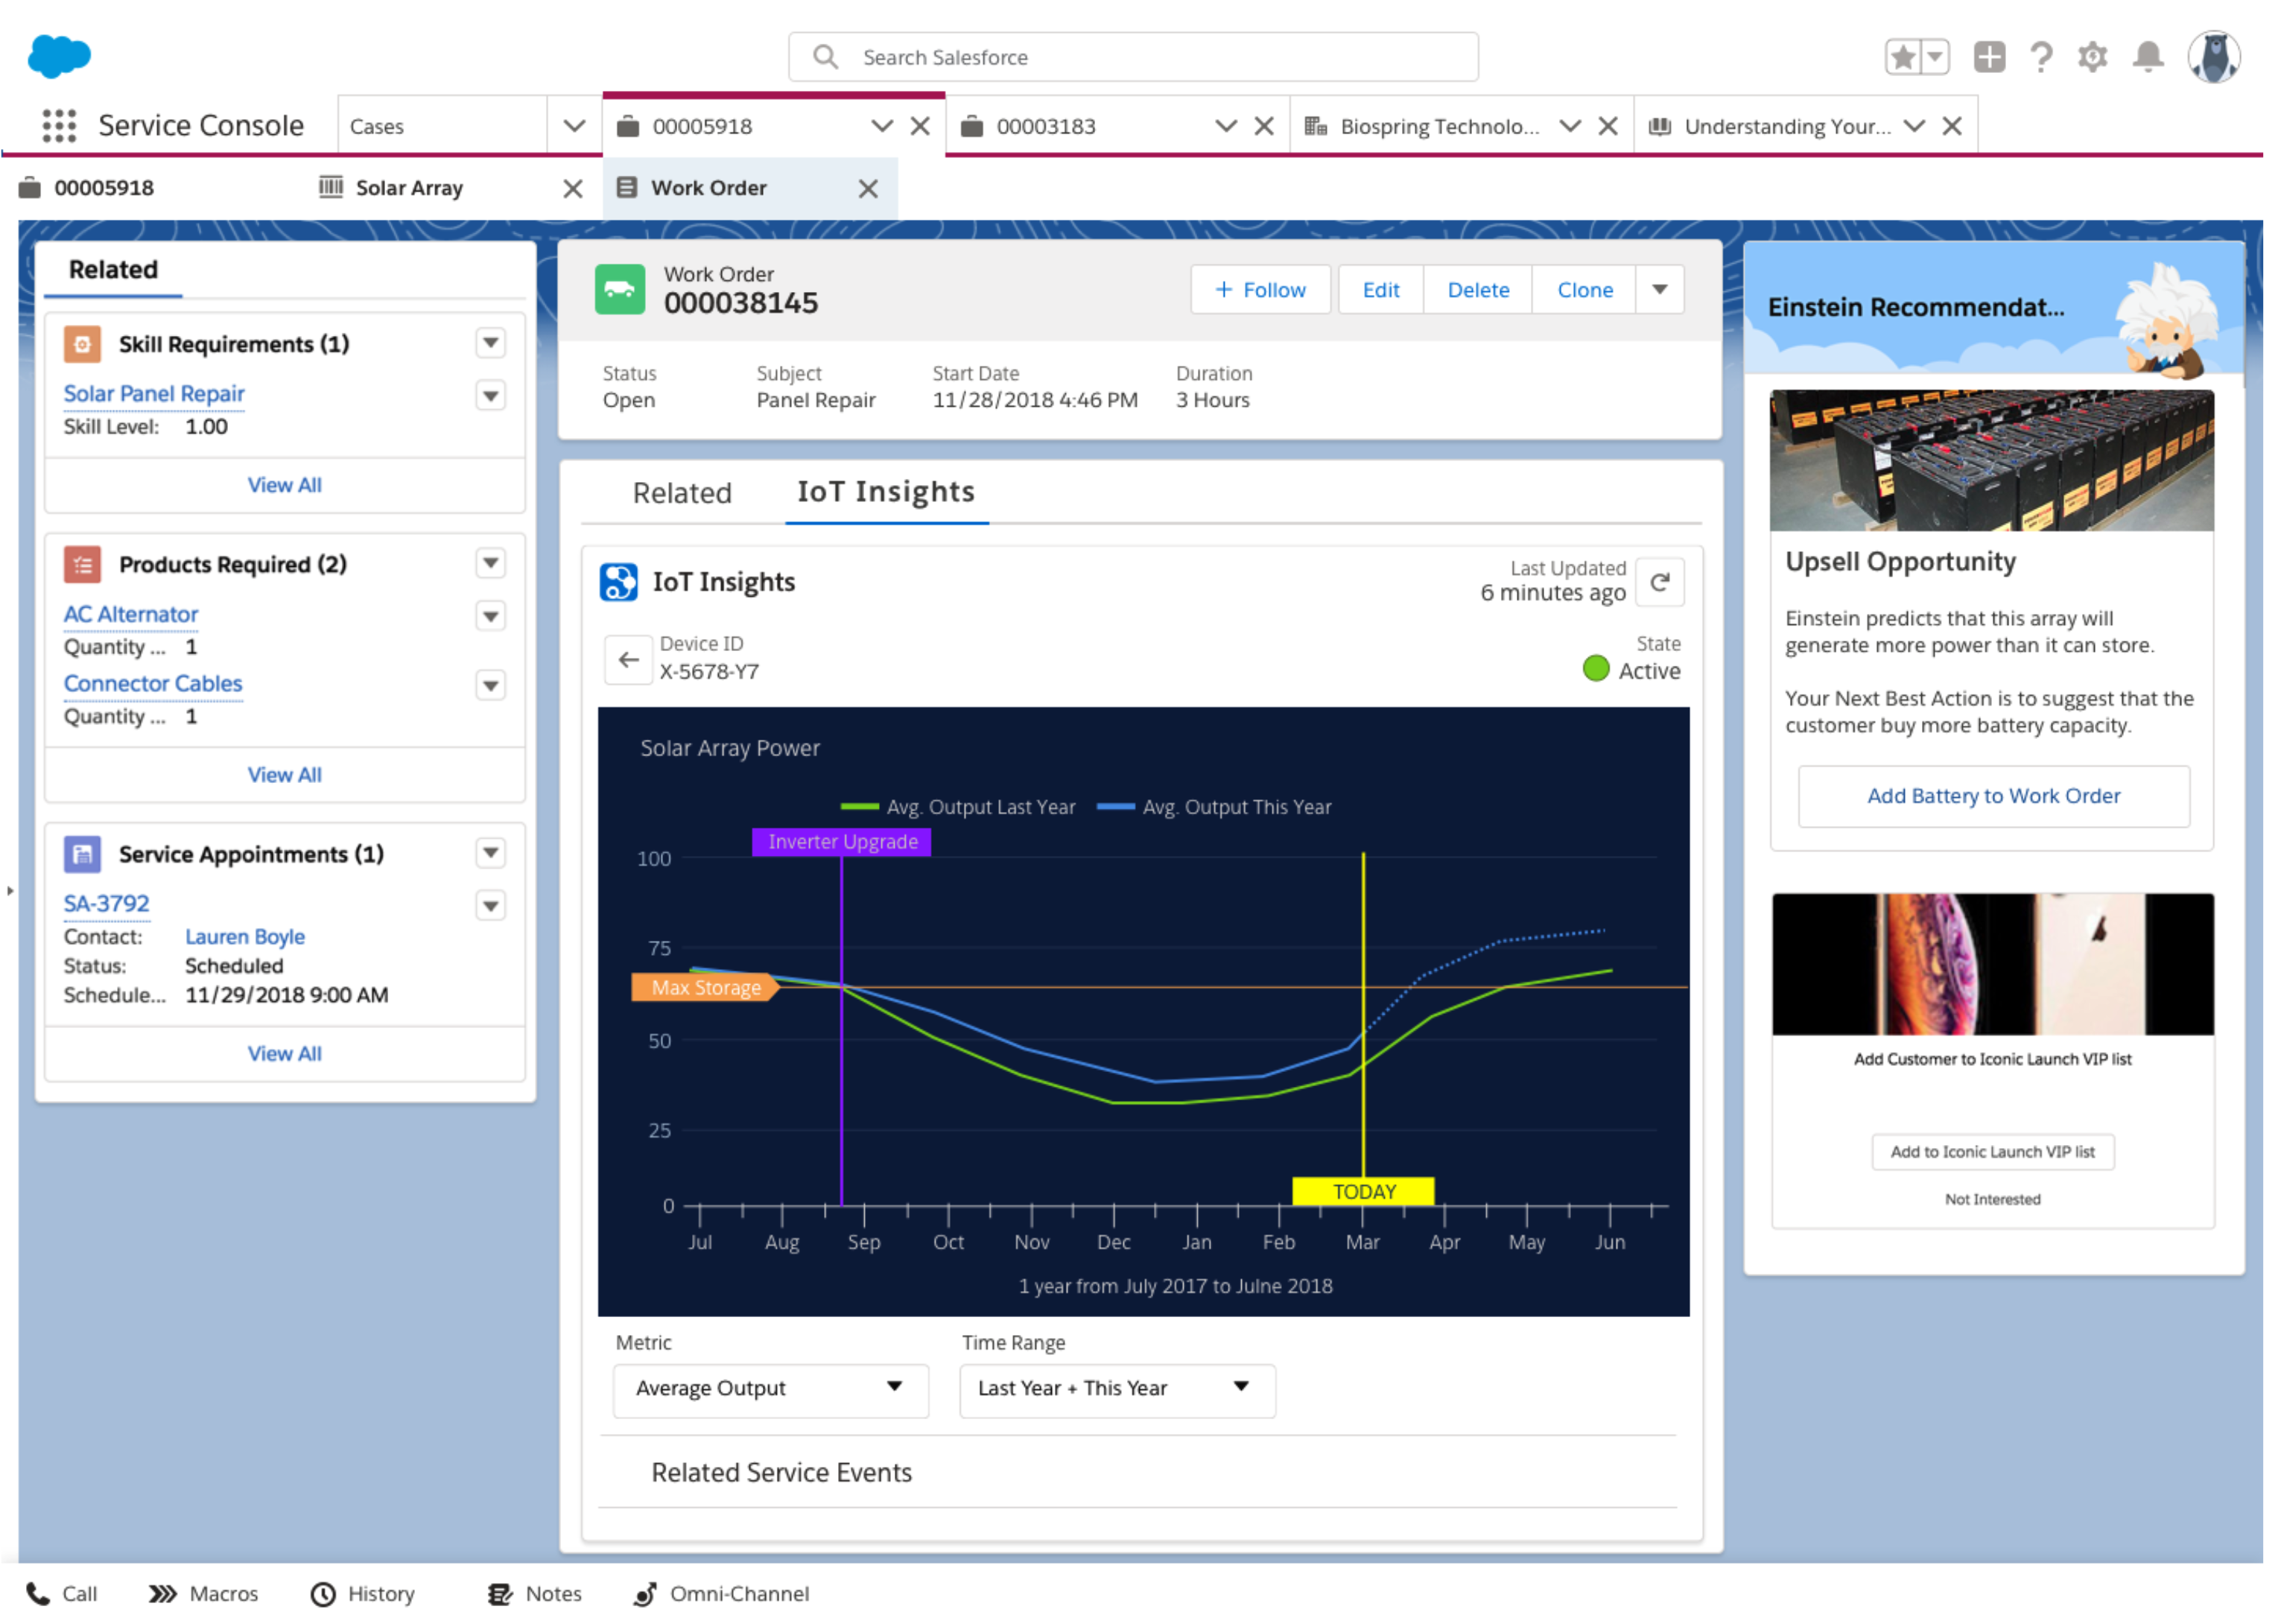 Search Salesforce
Service Console
Cases
00005918
00003183
Biospring Technolo...
Understanding Your...
00005918
Solar Array
Work Order
Related
Skill Requirements (1)
Solar Panel Repair
Skill Level: 1.00
View All
Products Required (2)
AC Alternator
Quantity ... 1
Connector Cables
Quantity ... 1
View All
Service Appointments (1)
SA-3792
Contact: Lauren Boyle
Status: Scheduled
Schedule... 11/29/2018 9:00 AM
View All
Work Order
000038145
+ Follow
Edit
Delete
Clone
Status
Open
Subject
Panel Repair
Start Date
11/28/2018 4:46 PM
Duration
3 Hours
Related
IoT Insights
IoT Insights
Last Updated
6 minutes ago
Device ID
X-5678-Y7
State
Active
Solar Array Power
Avg. Output Last Year
Avg. Output This Year
Inverter Upgrade
100
75
Max Storage
50
25
TODAY
0
Jul Aug Sep Oct Nov Dec Jan Feb Mar Apr May Jun
1 year from July 2017 to Julne 2018
Metric
Average Output
Time Range
Last Year + This Year
Related Service Events
Einstein Recommendat...
Upsell Opportunity
Einstein predicts that this array will
generate more power than it can store.
Your Next Best Action is to suggest that the
customer buy more battery capacity.
Add Battery to Work Order
Add Customer to Iconic Launch VIP list
Add to Iconic Launch VIP list
Not Interested
Call
Macros
History
Notes
Omni-Channel